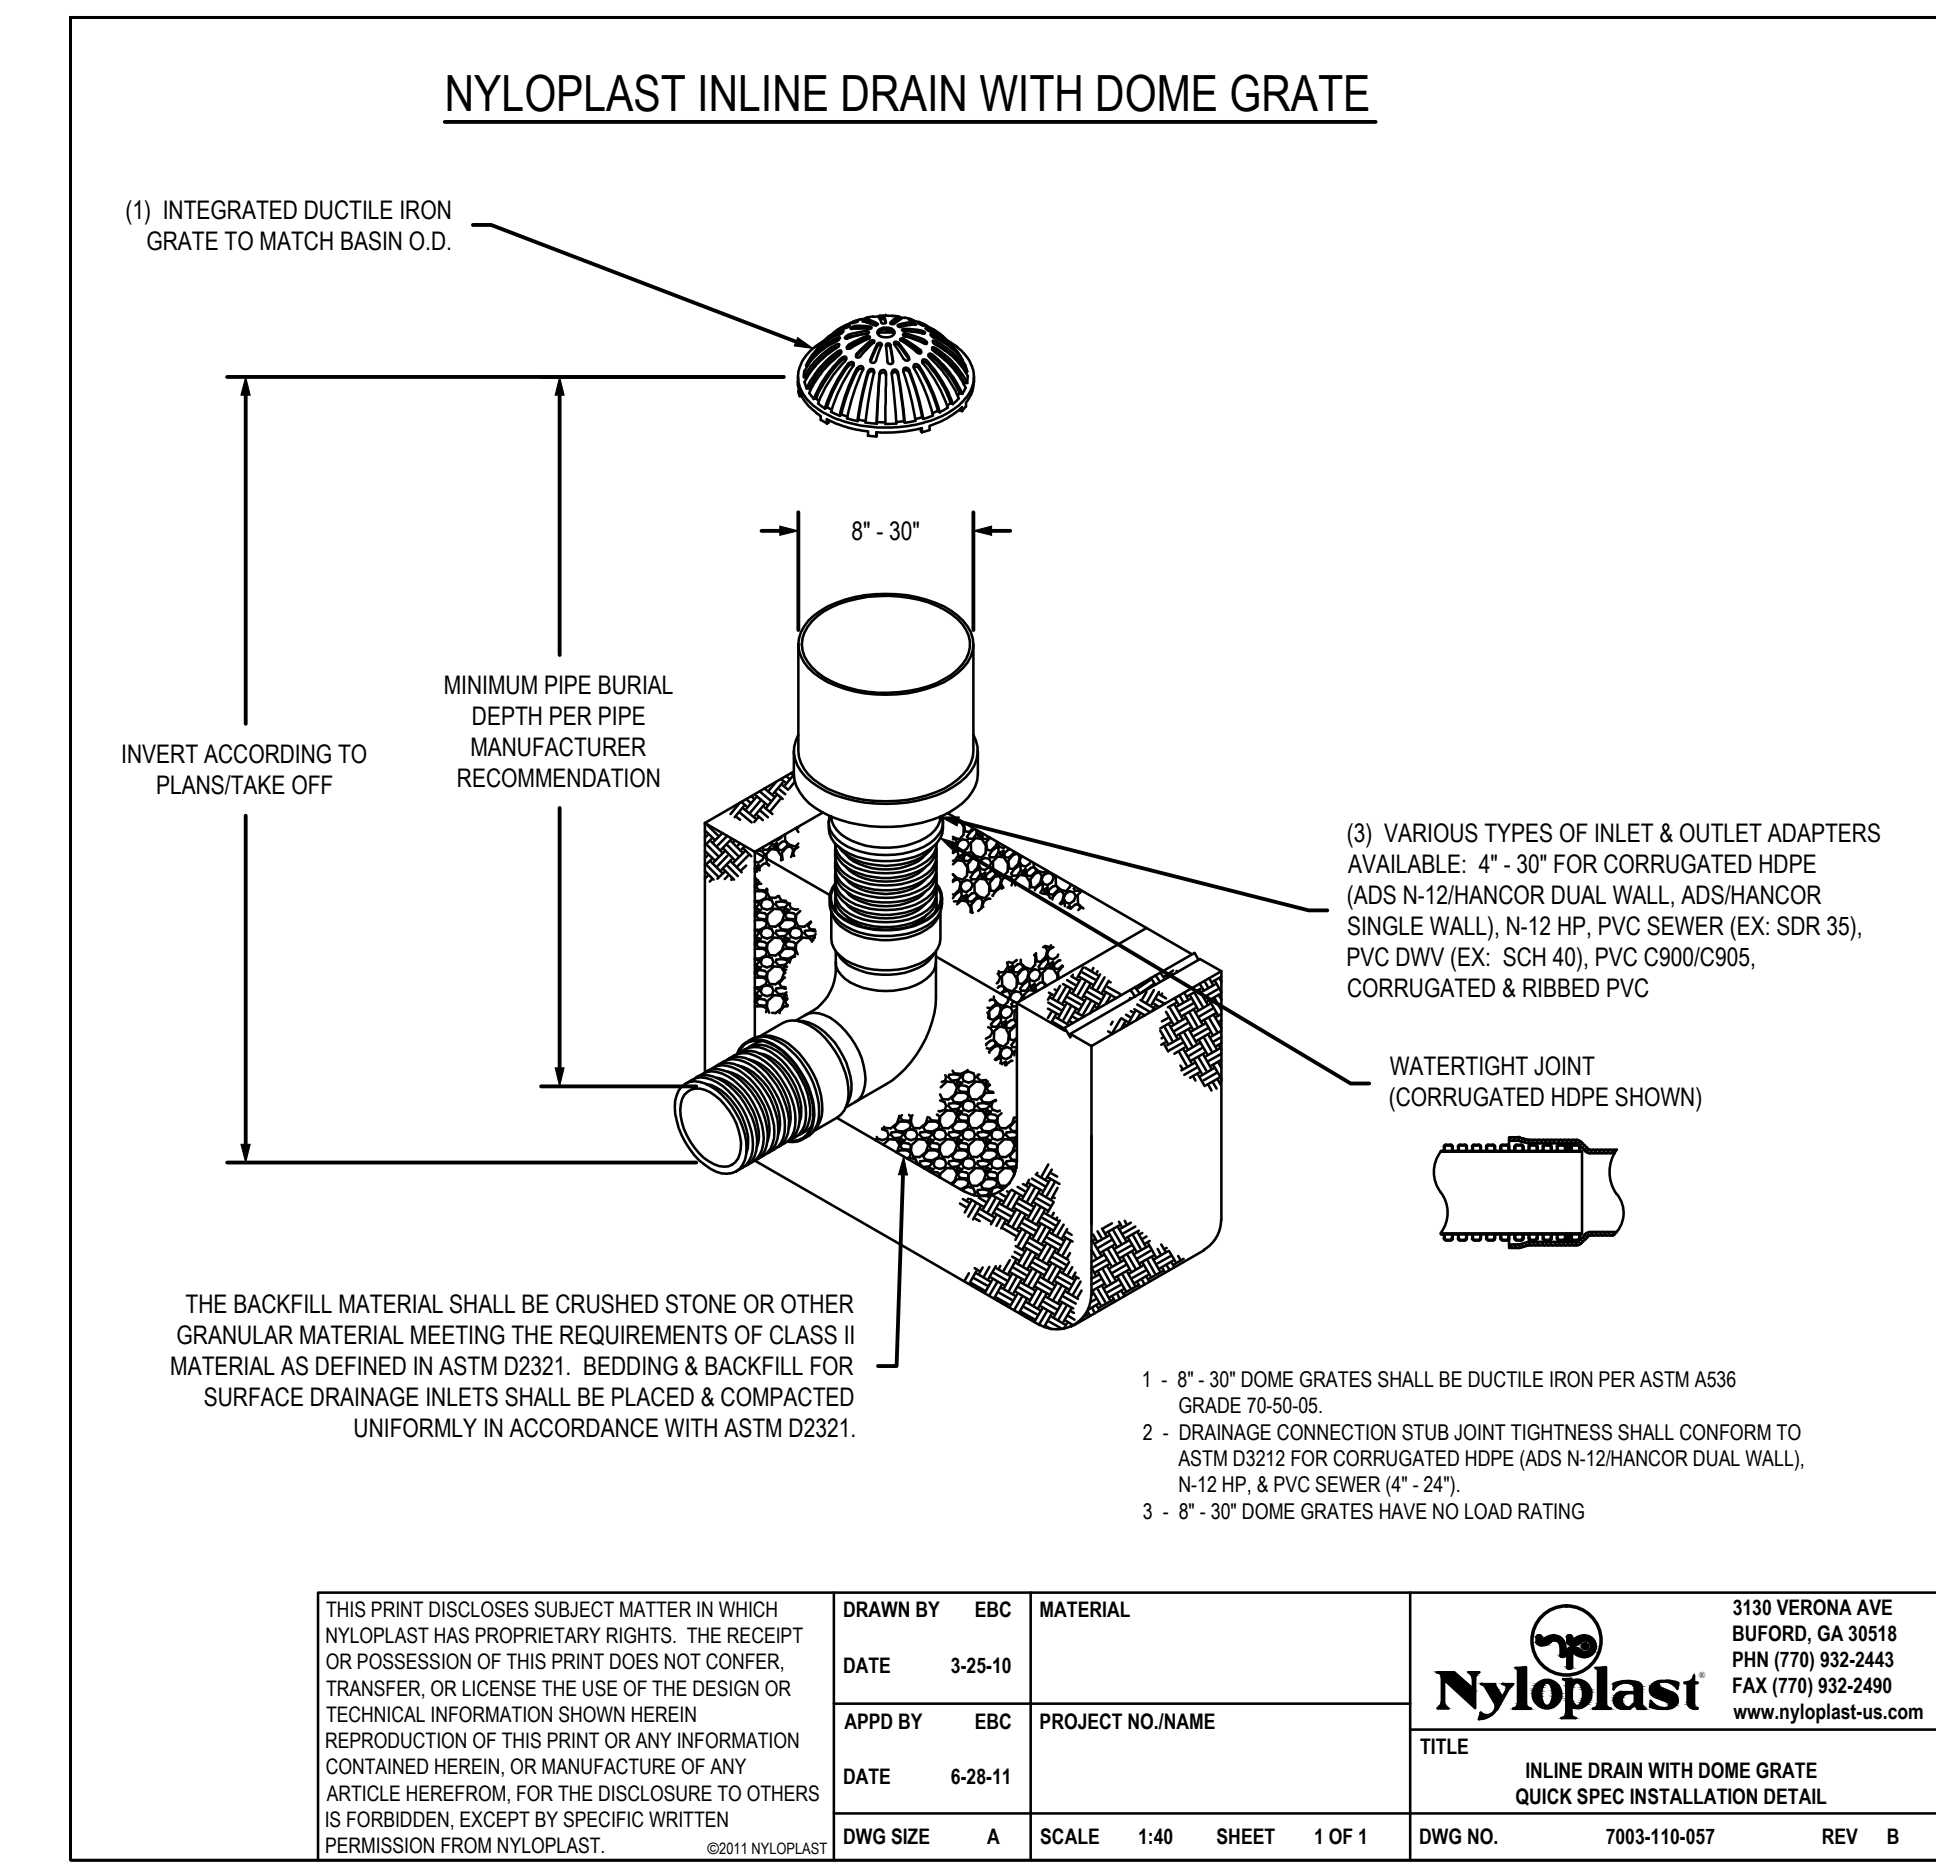 NYLOPLAST INLINE DRAIN WITH DOME GRATE
(1) INTEGRATED DUCTILE IRON
GRATE TO MATCH BASIN O.D.
8" - 30"
MINIMUM PIPE BURIAL
DEPTH PER PIPE
MANUFACTURER
RECOMMENDATION
INVERT ACCORDING TO
PLANS/TAKE OFF
(3) VARIOUS TYPES OF INLET & OUTLET ADAPTERS
AVAILABLE: 4" - 30" FOR CORRUGATED HDPE
(ADS N-12/HANCOR DUAL WALL, ADS/HANCOR
SINGLE WALL), N-12 HP, PVC SEWER (EX: SDR 35),
PVC DWV (EX: SCH 40), PVC C900/C905,
CORRUGATED & RIBBED PVC
WATERTIGHT JOINT
(CORRUGATED HDPE SHOWN)
THE BACKFILL MATERIAL SHALL BE CRUSHED STONE OR OTHER
GRANULAR MATERIAL MEETING THE REQUIREMENTS OF CLASS II
MATERIAL AS DEFINED IN ASTM D2321. BEDDING & BACKFILL FOR
SURFACE DRAINAGE INLETS SHALL BE PLACED & COMPACTED
UNIFORMLY IN ACCORDANCE WITH ASTM D2321.
1 - 8" - 30" DOME GRATES SHALL BE DUCTILE IRON PER ASTM A536
GRADE 70-50-05.
2 - DRAINAGE CONNECTION STUB JOINT TIGHTNESS SHALL CONFORM TO
ASTM D3212 FOR CORRUGATED HDPE (ADS N-12/HANCOR DUAL WALL),
N-12 HP, & PVC SEWER (4" - 24").
3 - 8" - 30" DOME GRATES HAVE NO LOAD RATING
THIS PRINT DISCLOSES SUBJECT MATTER IN WHICH
NYLOPLAST HAS PROPRIETARY RIGHTS. THE RECEIPT
OR POSSESSION OF THIS PRINT DOES NOT CONFER,
TRANSFER, OR LICENSE THE USE OF THE DESIGN OR
TECHNICAL INFORMATION SHOWN HEREIN
REPRODUCTION OF THIS PRINT OR ANY INFORMATION
CONTAINED HEREIN, OR MANUFACTURE OF ANY
ARTICLE HEREFROM, FOR THE DISCLOSURE TO OTHERS
IS FORBIDDEN, EXCEPT BY SPECIFIC WRITTEN
PERMISSION FROM NYLOPLAST. ©2011 NYLOPLAST
DRAWN BY EBC
DATE 3-25-10
APPD BY EBC
DATE 6-28-11
DWG SIZE A
MATERIAL
PROJECT NO./NAME
SCALE 1:40 SHEET 1 OF 1
Nyloplast®
3130 VERONA AVE
BUFORD, GA 30518
PHN (770) 932-2443
FAX (770) 932-2490
www.nyloplast-us.com
TITLE
INLINE DRAIN WITH DOME GRATE
QUICK SPEC INSTALLATION DETAIL
DWG NO. 7003-110-057 REV B